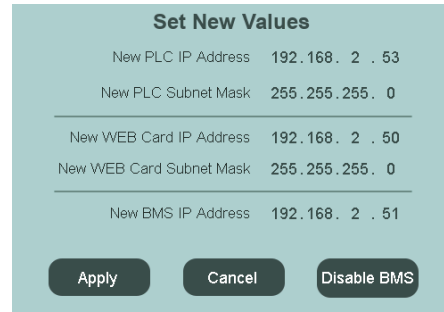 Set New Values
New PLC IP Address 192.168. 2 .53
New PLC Subnet Mask 255.255.255. 0
New WEB Card IP Address 192.168. 2 .50
New WEB Card Subnet Mask 255.255.255. 0
New BMS IP Address 192.168. 2 .51
Apply Cancel Disable BMS